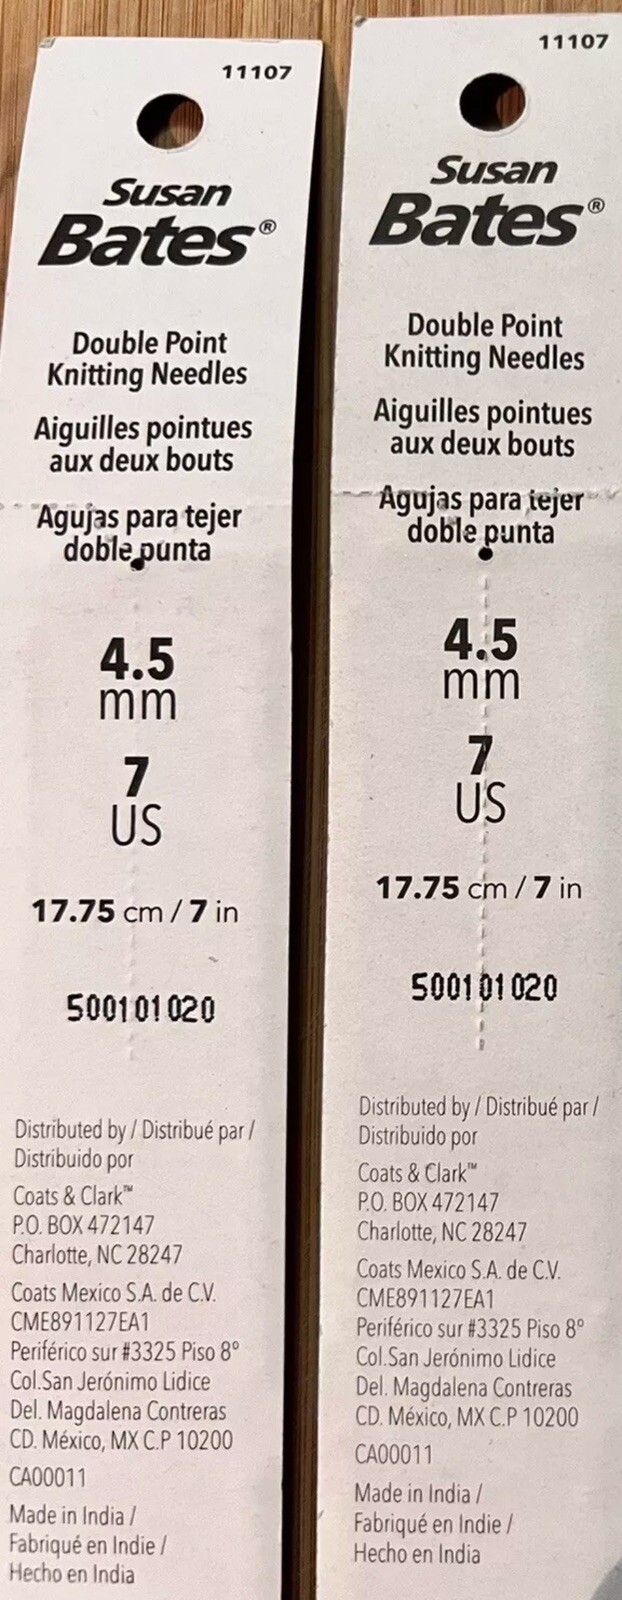 11107
Susan
Bates®
Double Point
Knitting Needles
Aiguilles pointues
aux deux bouts
Agujas para tejer
doble punta
4.5
mm
7
US
17.75 cm / 7 in
500101020
Distributed by / Distribué par /
Distribuido por
Coats & Clark™
P.O. BOX 472147
Charlotte, NC 28247
Coats Mexico S.A. de C.V.
CME891127EA1
Periférico sur #3325 Piso 8°
Col.San Jerónimo Lidice
Del. Magdalena Contreras
CD. México, MX C.P 10200
CA00011
Made in India /
Fabriqué en Indie /
Hecho en India
11107
Susan
Bates®
Double Point
Knitting Needles
Aiguilles pointues
aux deux bouts
Agujas para tejer
doble punta
4.5
mm
7
US
17.75 cm / 7 in
500101020
Distributed by / Distribué par /
Distribuido por
Coats & Clark™
P.O. BOX 472147
Charlotte, NC 28247
Coats Mexico S.A. de C.V.
CME891127EA1
Periférico sur #3325 Piso 8°
Col.San Jerónimo Lidice
Del. Magdalena Contreras
CD. México, MX C.P 10200
CA00011
Made in India /
Fabriqué en Indie /
Hecho en India